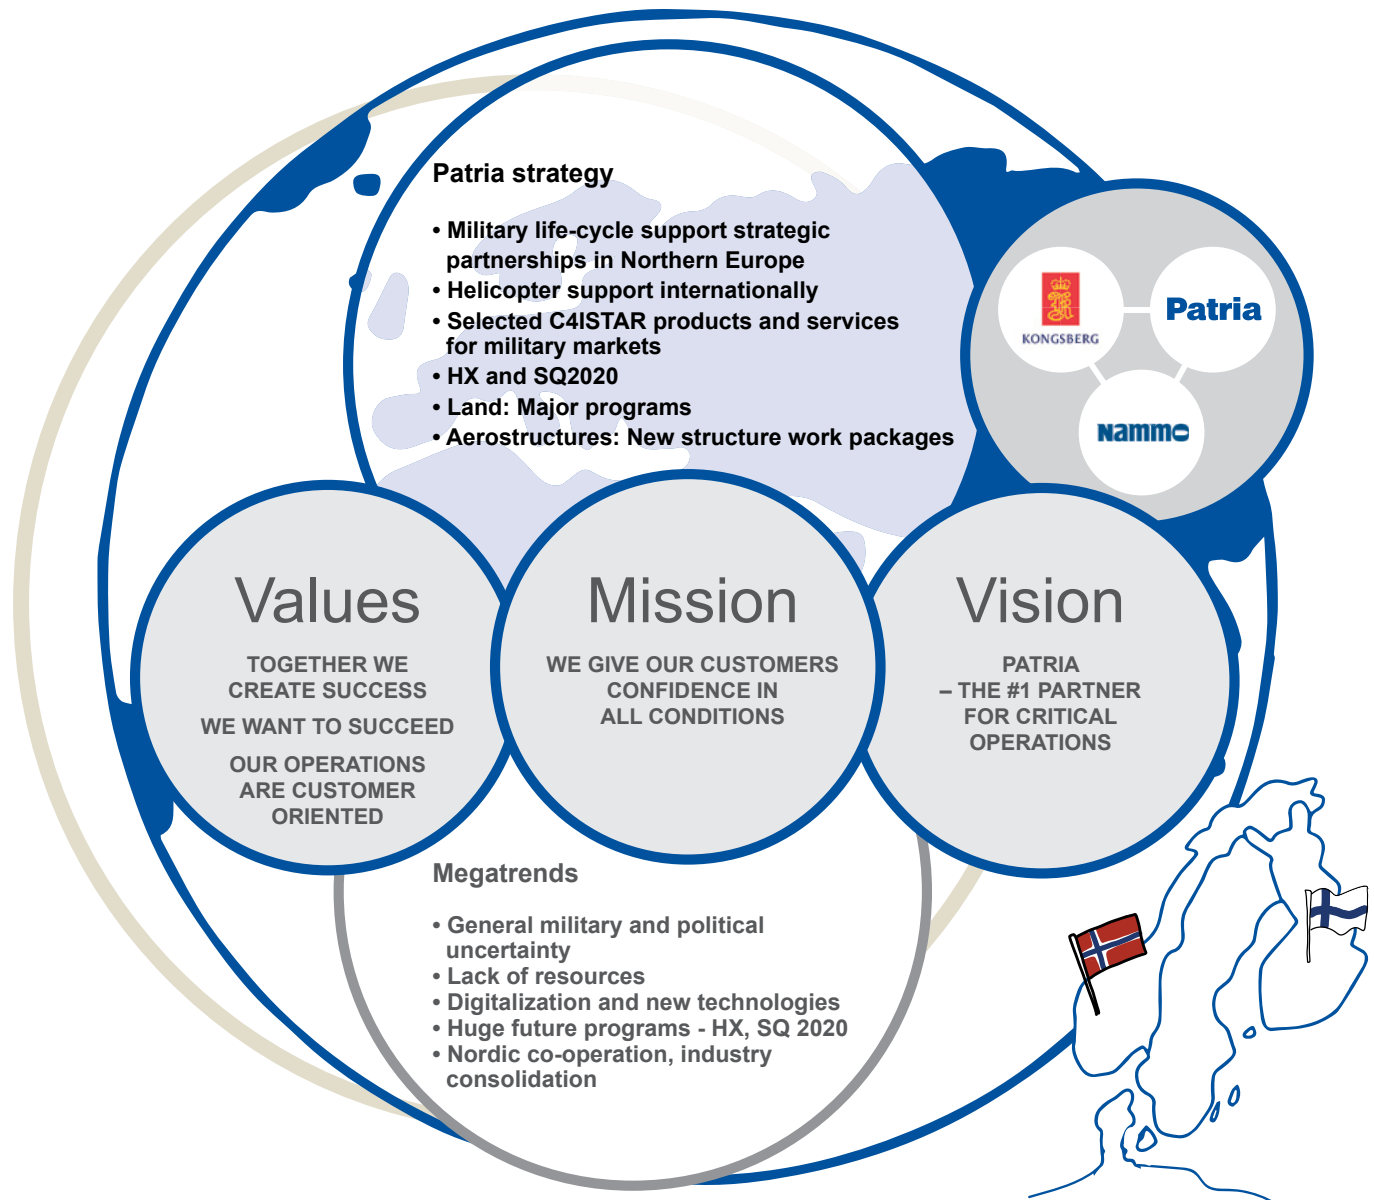 Patria strategy
• Military life-cycle support strategic
partnerships in Northern Europe
• Helicopter support internationally
• Selected C4ISTAR products and services
for military markets
• HX and SQ2020
• Land: Major programs
• Aerostructures: New structure work packages
KONGSBERG
Patria
Nammo
Values
TOGETHER WE
CREATE SUCCESS
WE WANT TO SUCCEED
OUR OPERATIONS
ARE CUSTOMER
ORIENTED
Mission
WE GIVE OUR CUSTOMERS
CONFIDENCE IN
ALL CONDITIONS
Vision
PATRIA
– THE #1 PARTNER
FOR CRITICAL
OPERATIONS
Megatrends
• General military and political
uncertainty
• Lack of resources
• Digitalization and new technologies
• Huge future programs - HX, SQ 2020
• Nordic co-operation, industry
consolidation